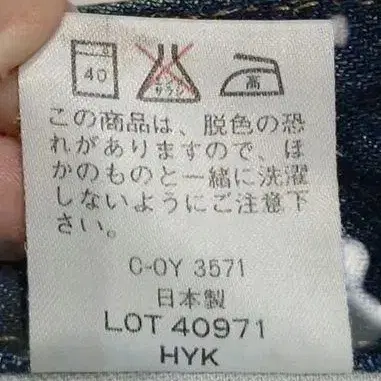 40
サラシ
高
この商品は、脱色の恐
れがありますので、ほ
かのものと一緒に洗濯
しないようにご注意下
さい。
C-OY 3571
日本製
LOT 40971
HYK